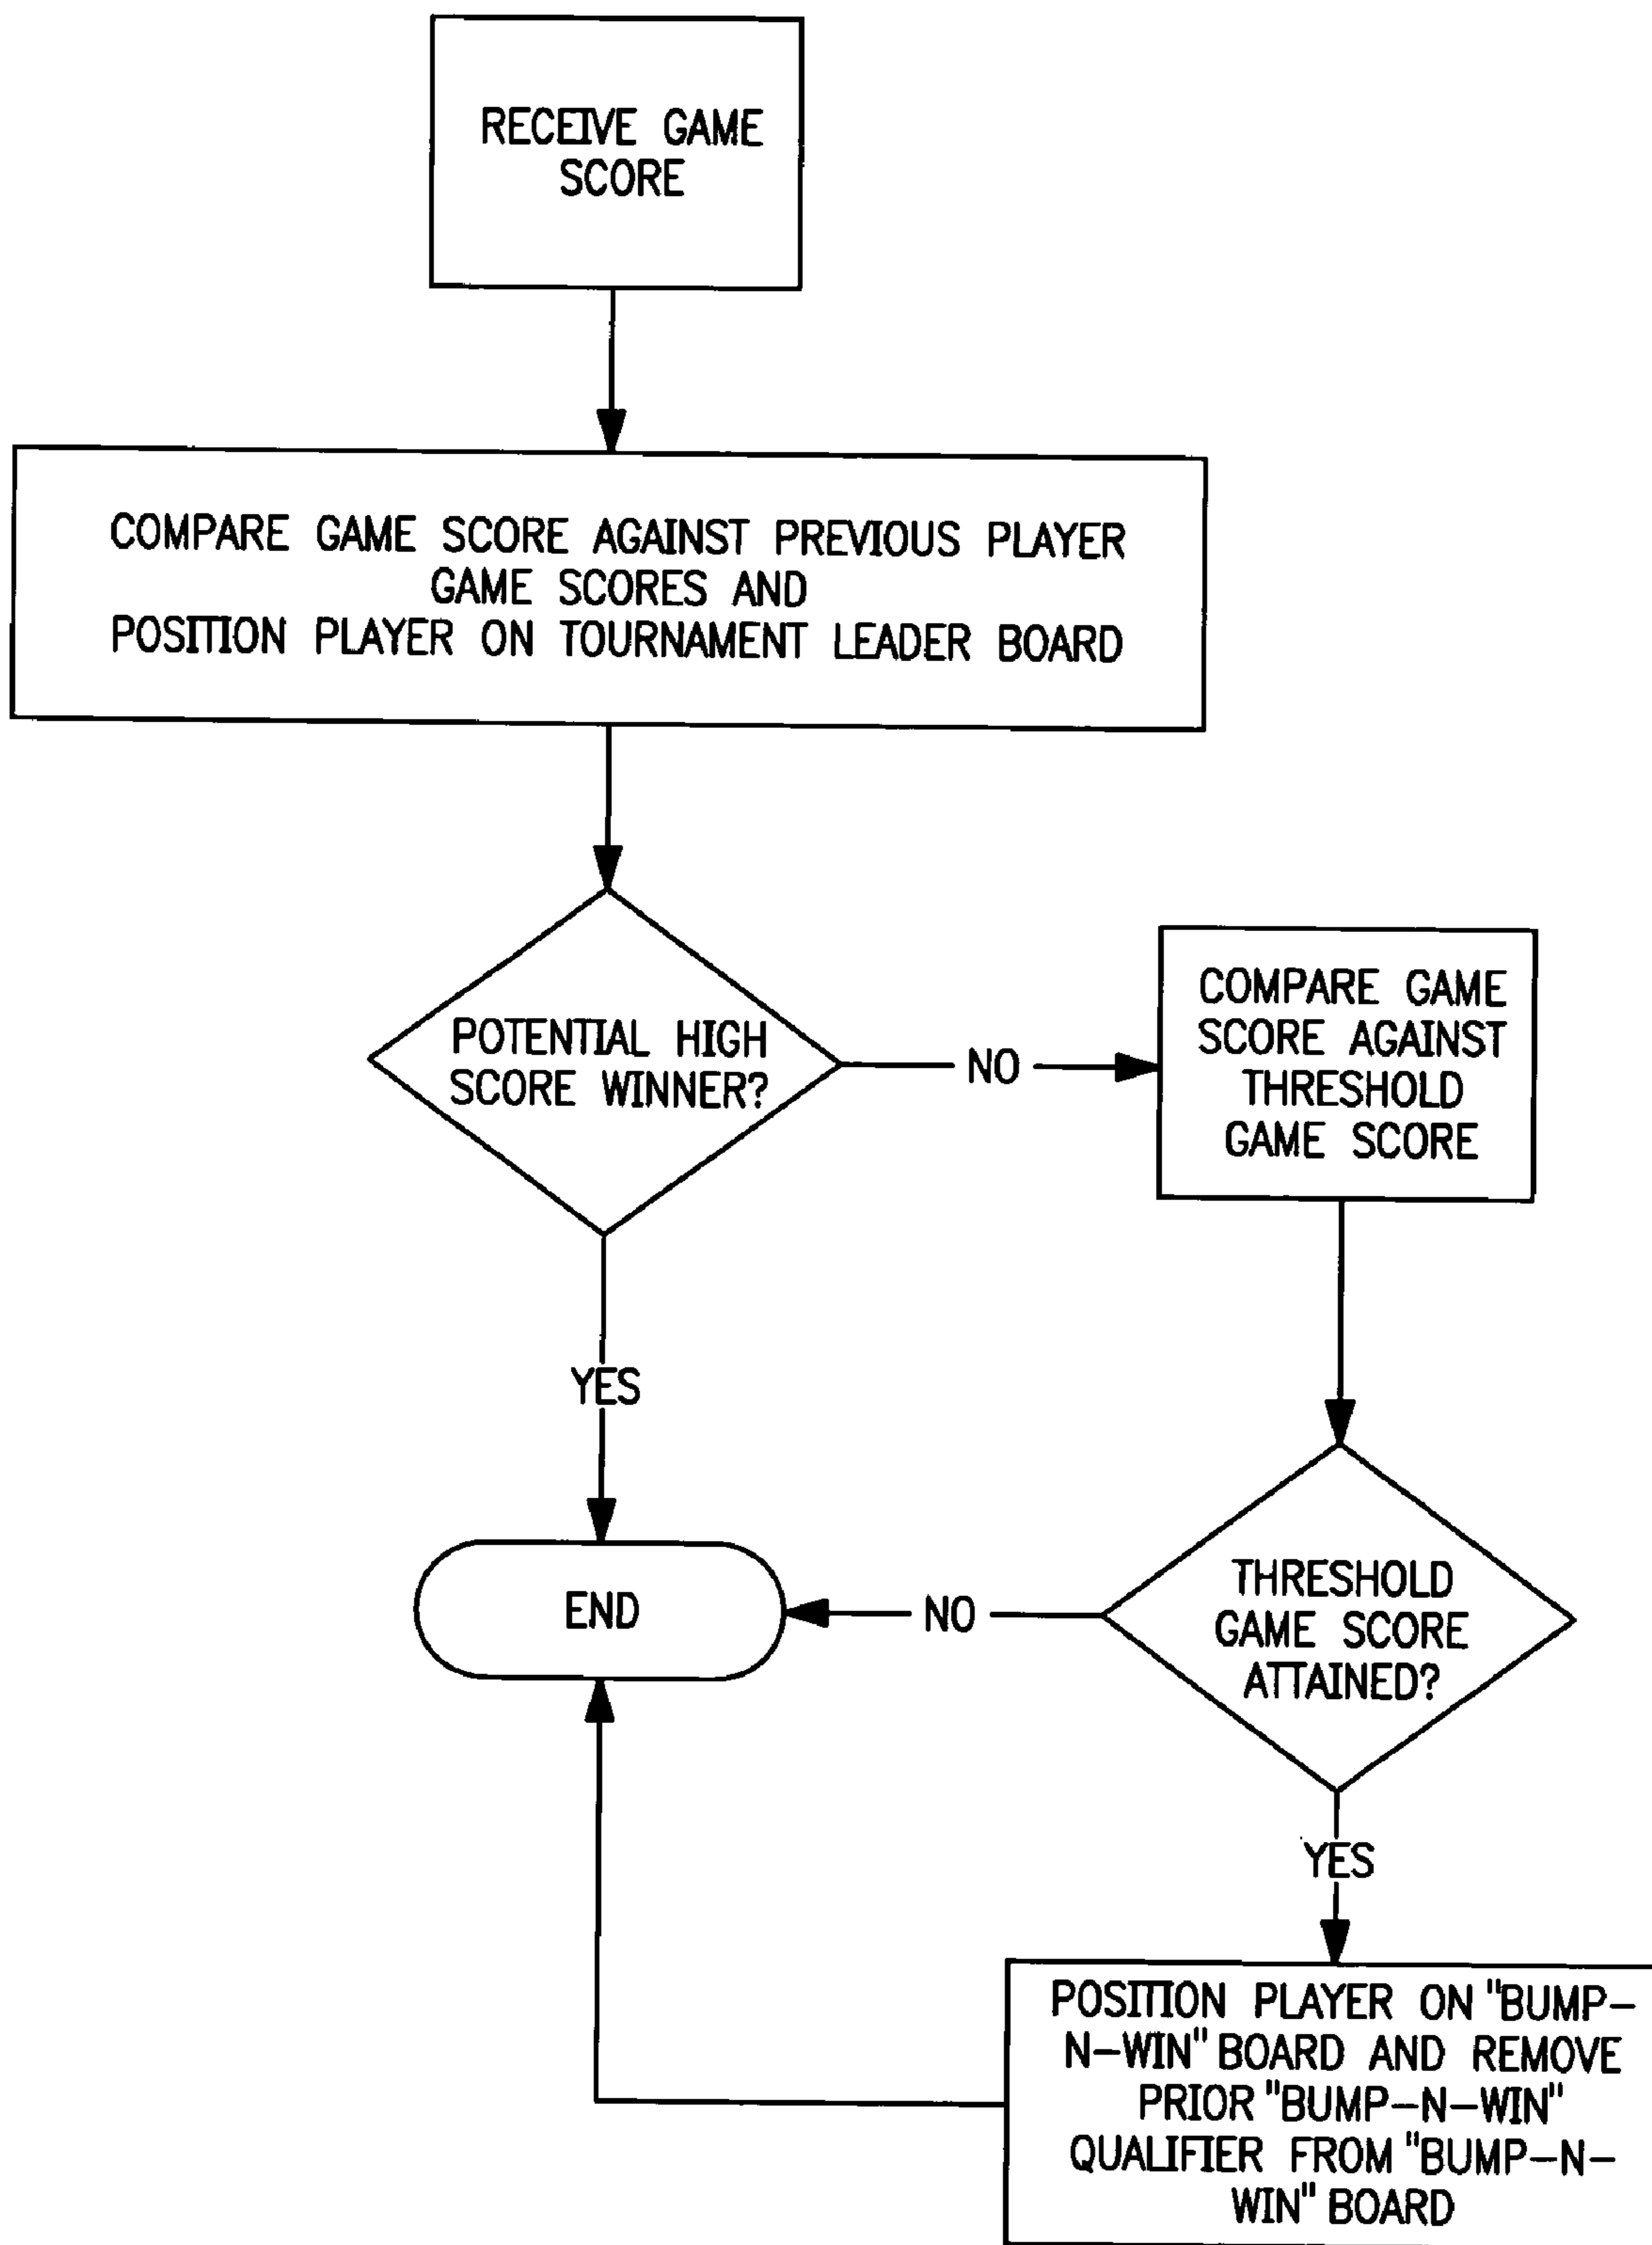 RECEIVE GAME
SCORE
COMPARE GAME SCORE AGAINST PREVIOUS PLAYER
GAME SCORES AND
POSITION PLAYER ON TOURNAMENT LEADER BOARD
POTENTIAL HIGH
SCORE WINNER?
NO
COMPARE GAME
SCORE AGAINST
THRESHOLD
GAME SCORE
YES
END
NO
THRESHOLD
GAME SCORE
ATTAINED?
YES
POSITION PLAYER ON "BUMP-
N-WIN" BOARD AND REMOVE
PRIOR "BUMP-N-WIN"
QUALIFIER FROM "BUMP-N-
WIN" BOARD